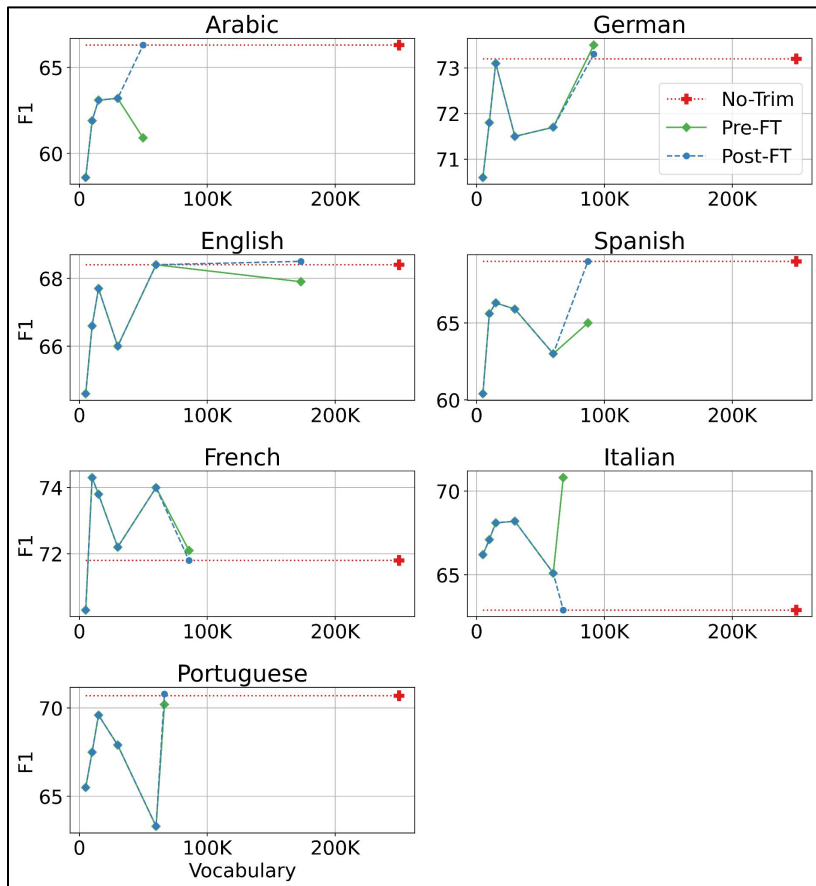 Arabic
German
65
60
F1
0
100K
200K
73
72
71
0
100K
200K
No-Trim
Pre-FT
Post-FT
English
Spanish
68
66
F1
0
100K
200K
65
60
0
100K
200K
French
Italian
74
72
0
100K
200K
70
65
0
100K
200K
Portuguese
70
65
F1
0
100K
200K
Vocabulary